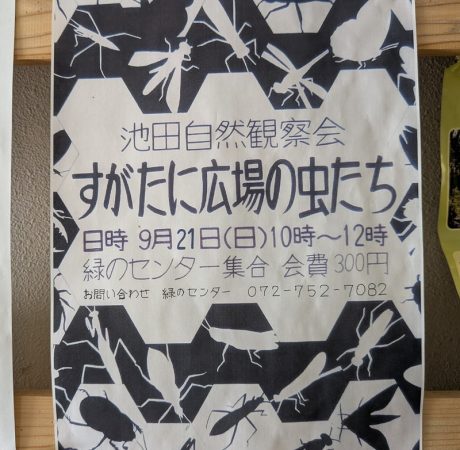 池田自然観察会
すがたに広場の虫たち
日時 9月21日(日)10時〜12時
緑のセンター集合 会費300円
お問い合わせ 緑のセンター 072-752-7082